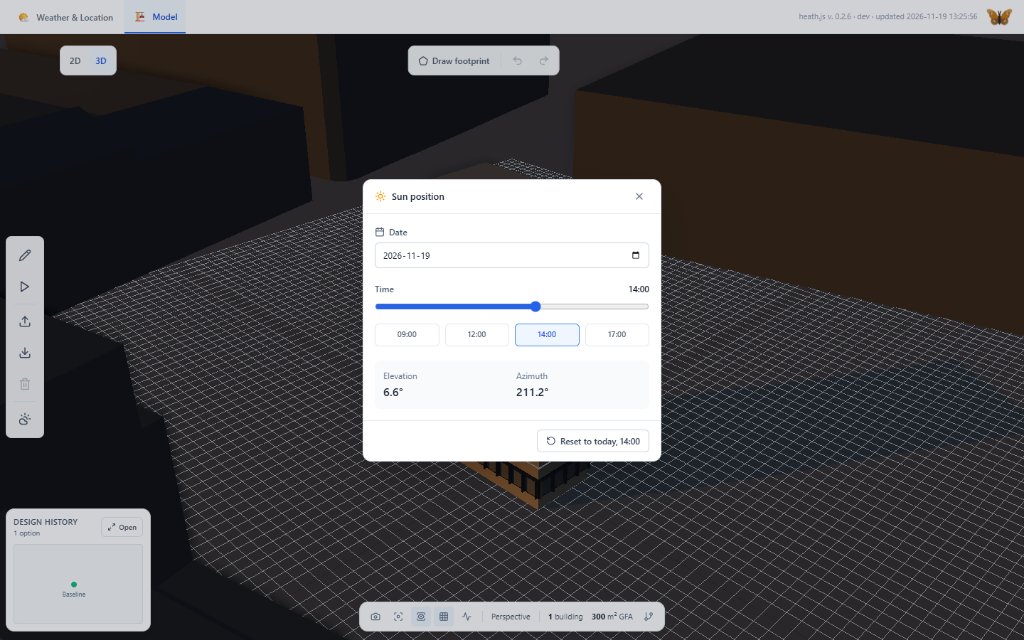 Weather & Location
Model
heath.js v. 0.2.6 · dev · updated 2026-11-19 13:25:56
2D
3D
Draw footprint
Sun position
Date
2026-11-19
Time
14:00
09:00
12:00
14:00
17:00
Elevation
Azimuth
6.6°
211.2°
Reset to today, 14:00
DESIGN HISTORY
1 option
Open
Baseline
Perspective
1 building
300 m² GFA